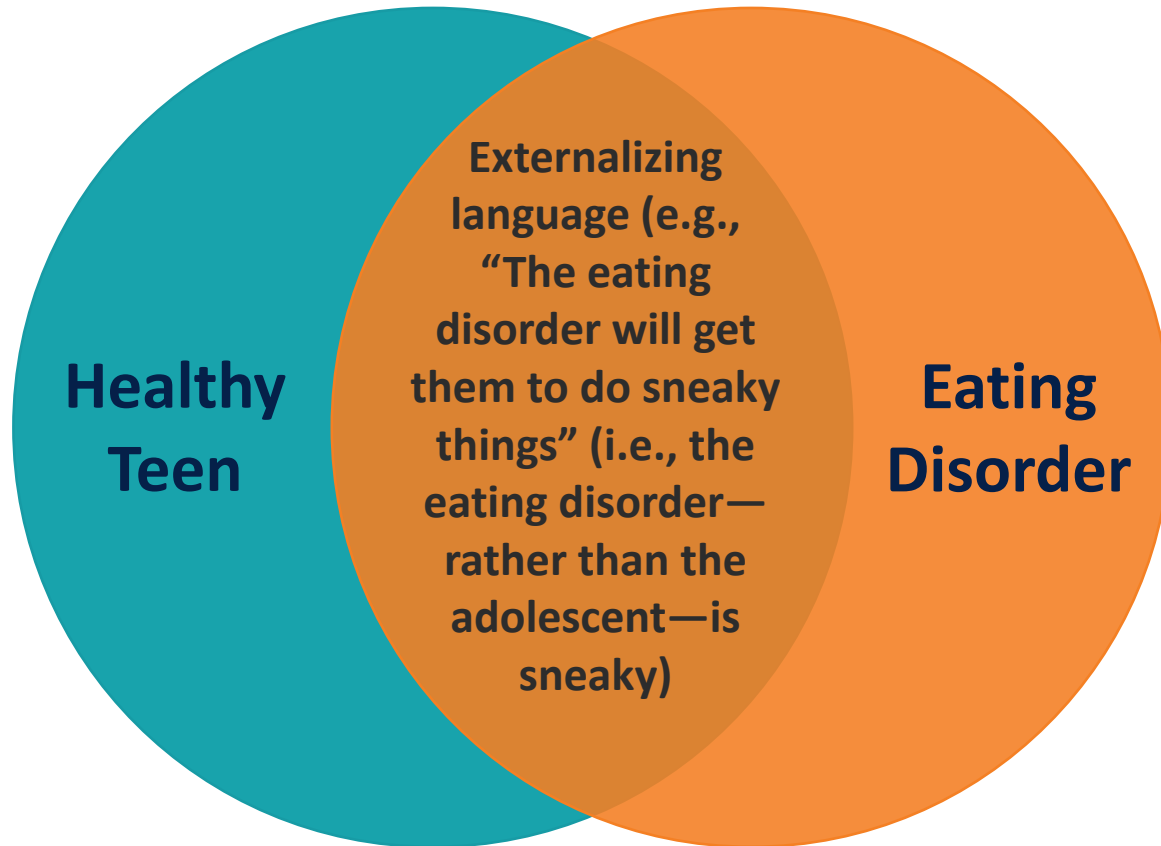 Healthy
Teen
Externalizing
language (e.g.,
“The eating
disorder will get
them to do sneaky
things” (i.e., the
eating disorder—
rather than the
adolescent—is
sneaky)
Eating
Disorder